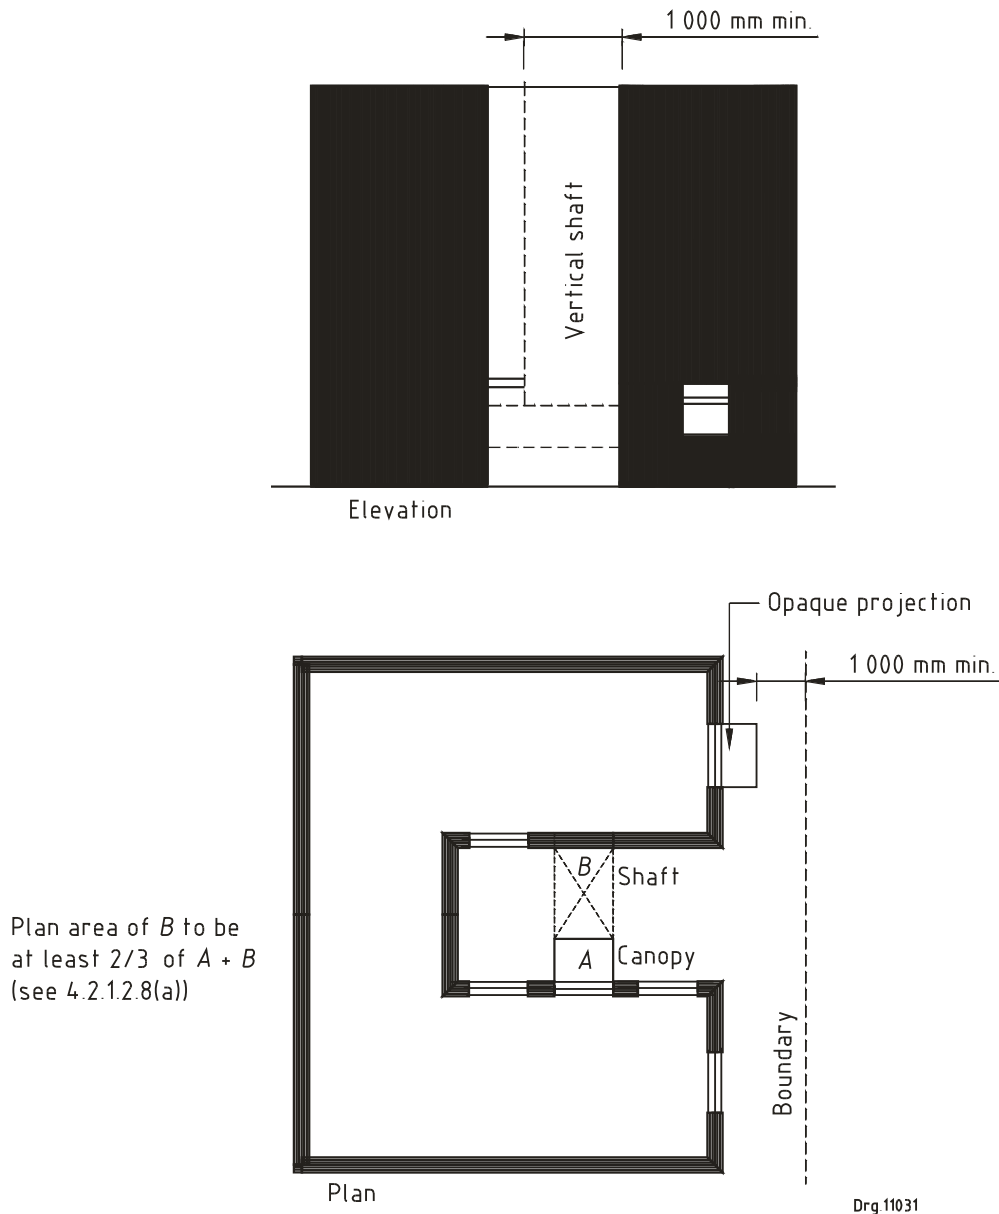 1 000 mm min.
Vertical shaft
Elevation
Opaque projection
1 000 mm min.
B
Shaft
Plan area of B to be
at least 2/3 of A + B
(see 4.2.1.2.8(a))
A
Canopy
Boundary
Plan
Drg.11031